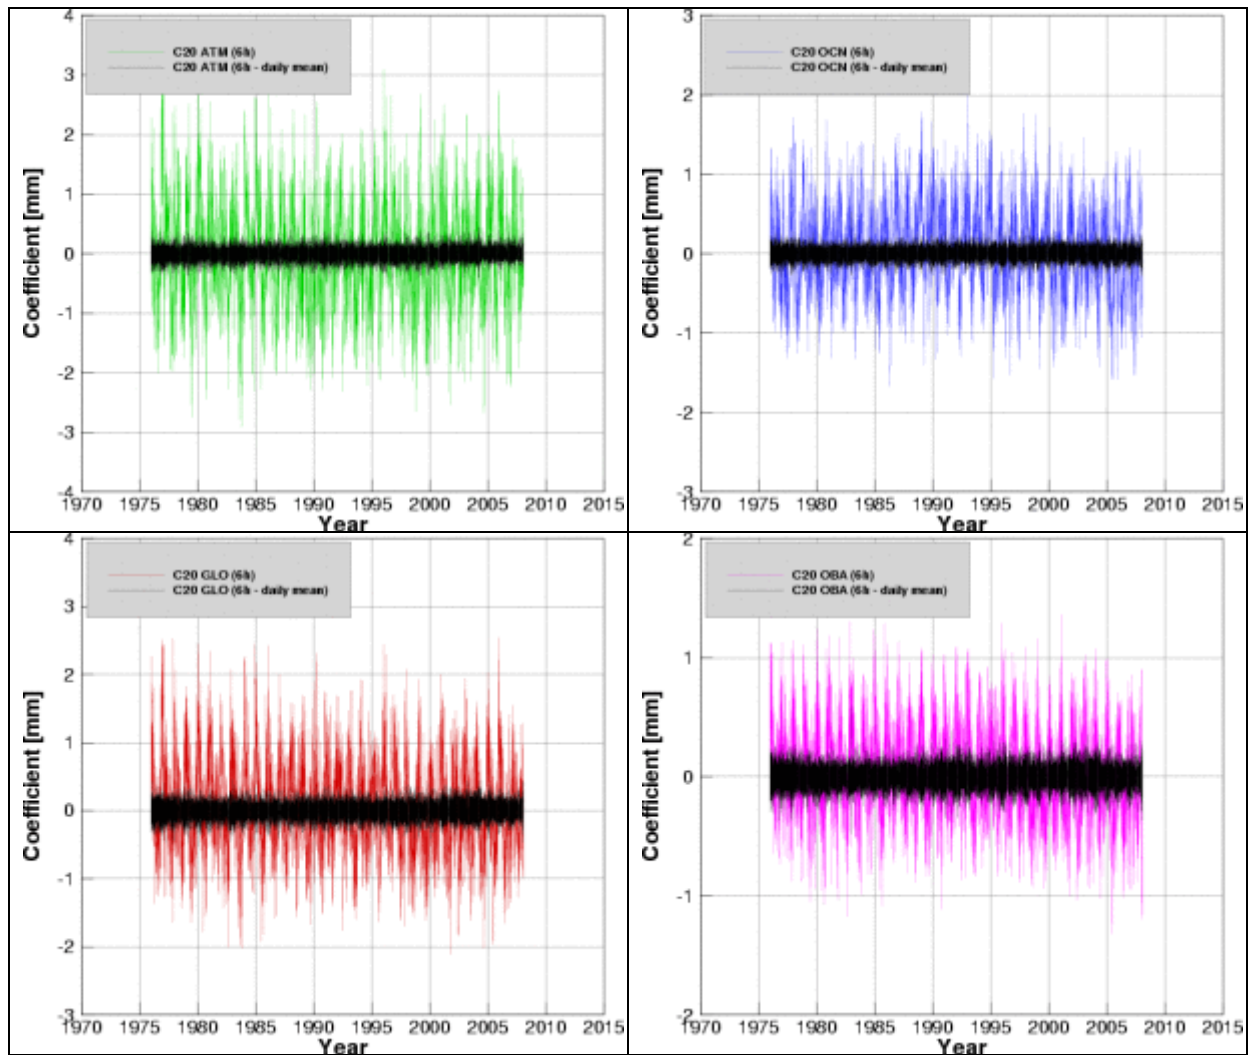 4
C20 ATM (6h)
C20 ATM (6h - daily mean)
3
2
1
0
-1
-2
-3
-4
Coefficient [mm]
1970 1975 1980 1985 1990 1995 2000 2005 2010 2015
Year
3
C20 OCN (6h)
C20 OCN (6h - daily mean)
2
1
0
-1
-2
-3
Coefficient [mm]
1970 1975 1980 1985 1990 1995 2000 2005 2010 2015
Year
4
C20 GLO (6h)
C20 GLO (6h - daily mean)
3
2
1
0
-1
-2
-3
Coefficient [mm]
1970 1975 1980 1985 1990 1995 2000 2005 2010 2015
Year
2
C20 OBA (6h)
C20 OBA (6h - daily mean)
1
0
-1
-2
Coefficient [mm]
1970 1975 1980 1985 1990 1995 2000 2005 2010 2015
Year